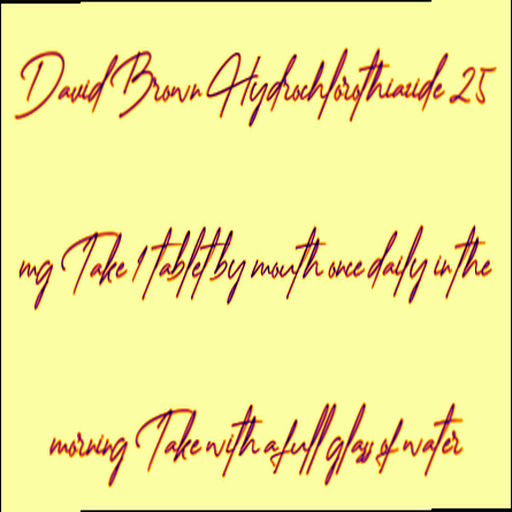 David Brown Hydrochlorothiazide 25
mg Take 1 tablet by mouth once daily in the
morning Take with a full glass of water